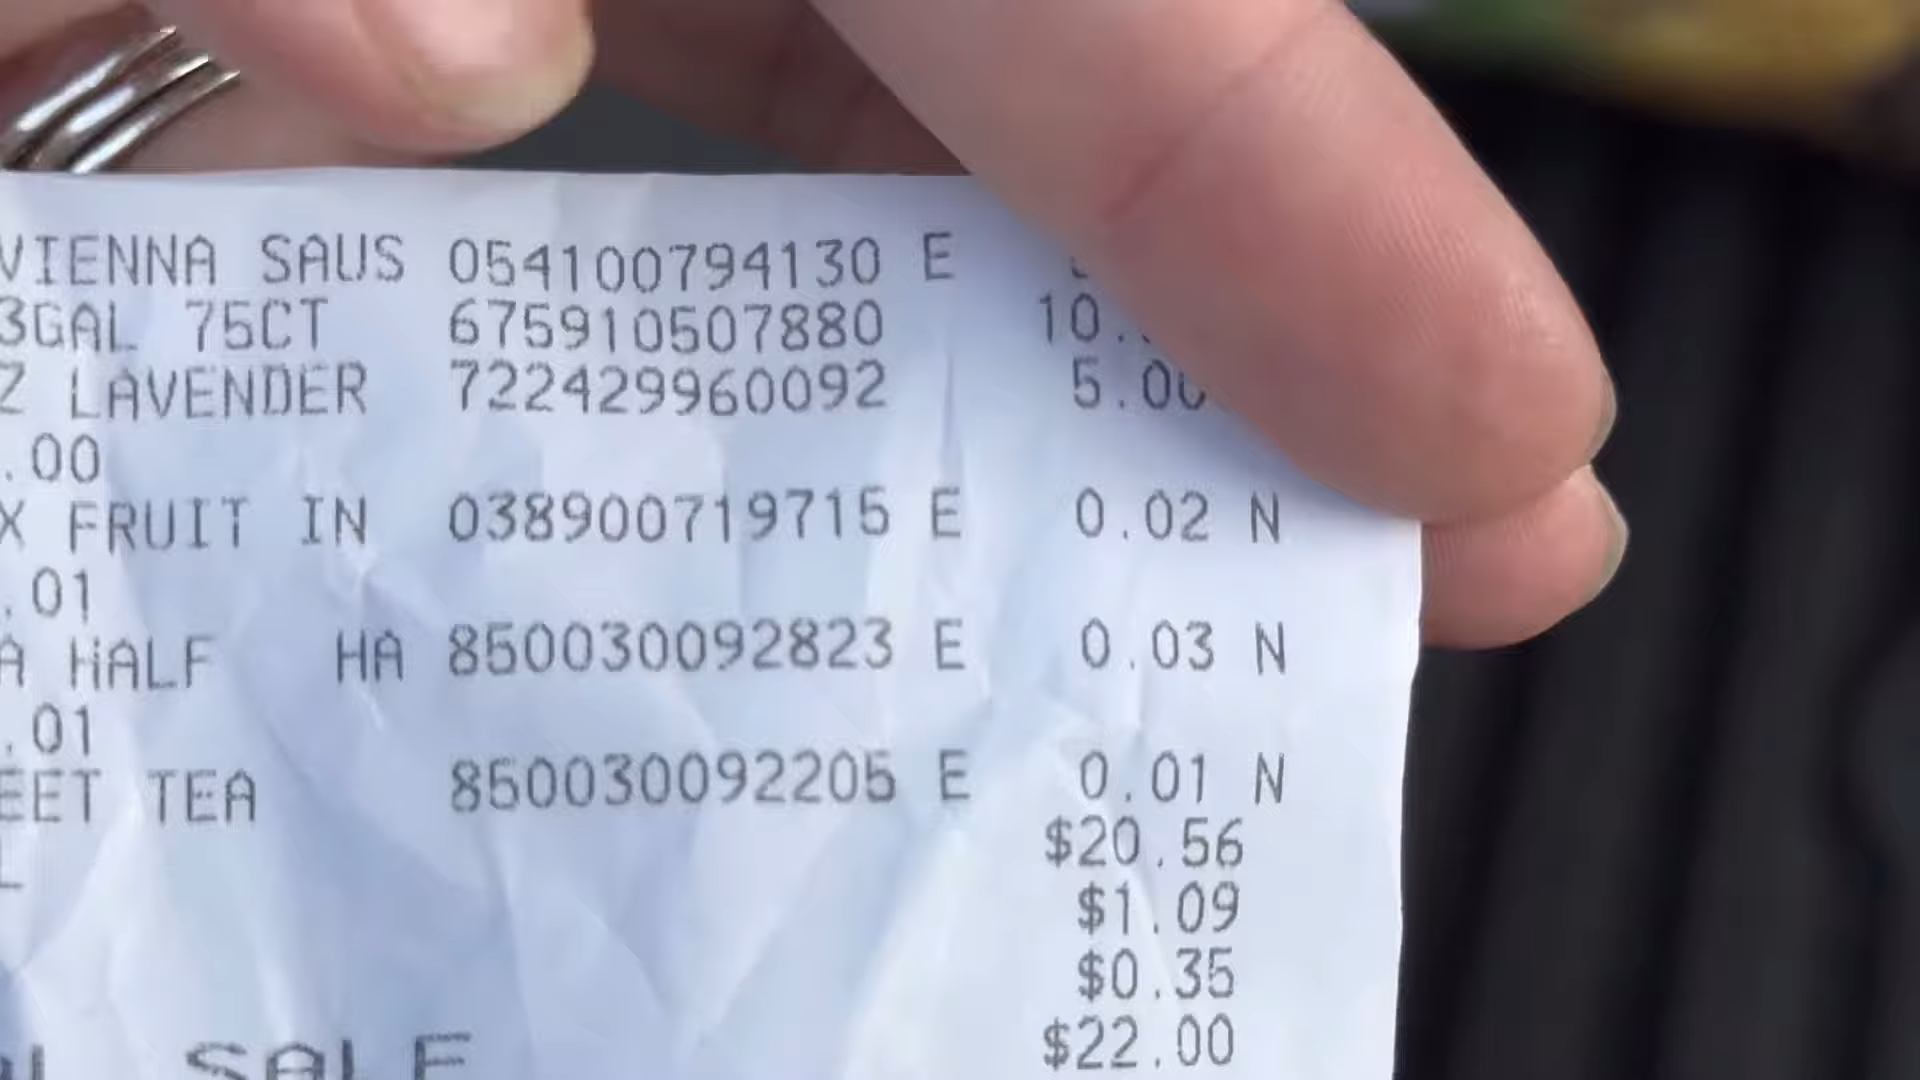 VIENNA SAUS 054100794130 E
3GAL 75CT 675910507880 10.
Z LAVENDER 722429960092 5.00
.00
X FRUIT IN 038900719715 E 0.02 N
.01
A HALF HA 850030092823 E 0.03 N
.01
EET TEA 850030092205 E 0.01 N
$20.56
L $1.09
$0.35
$22.00
SALE